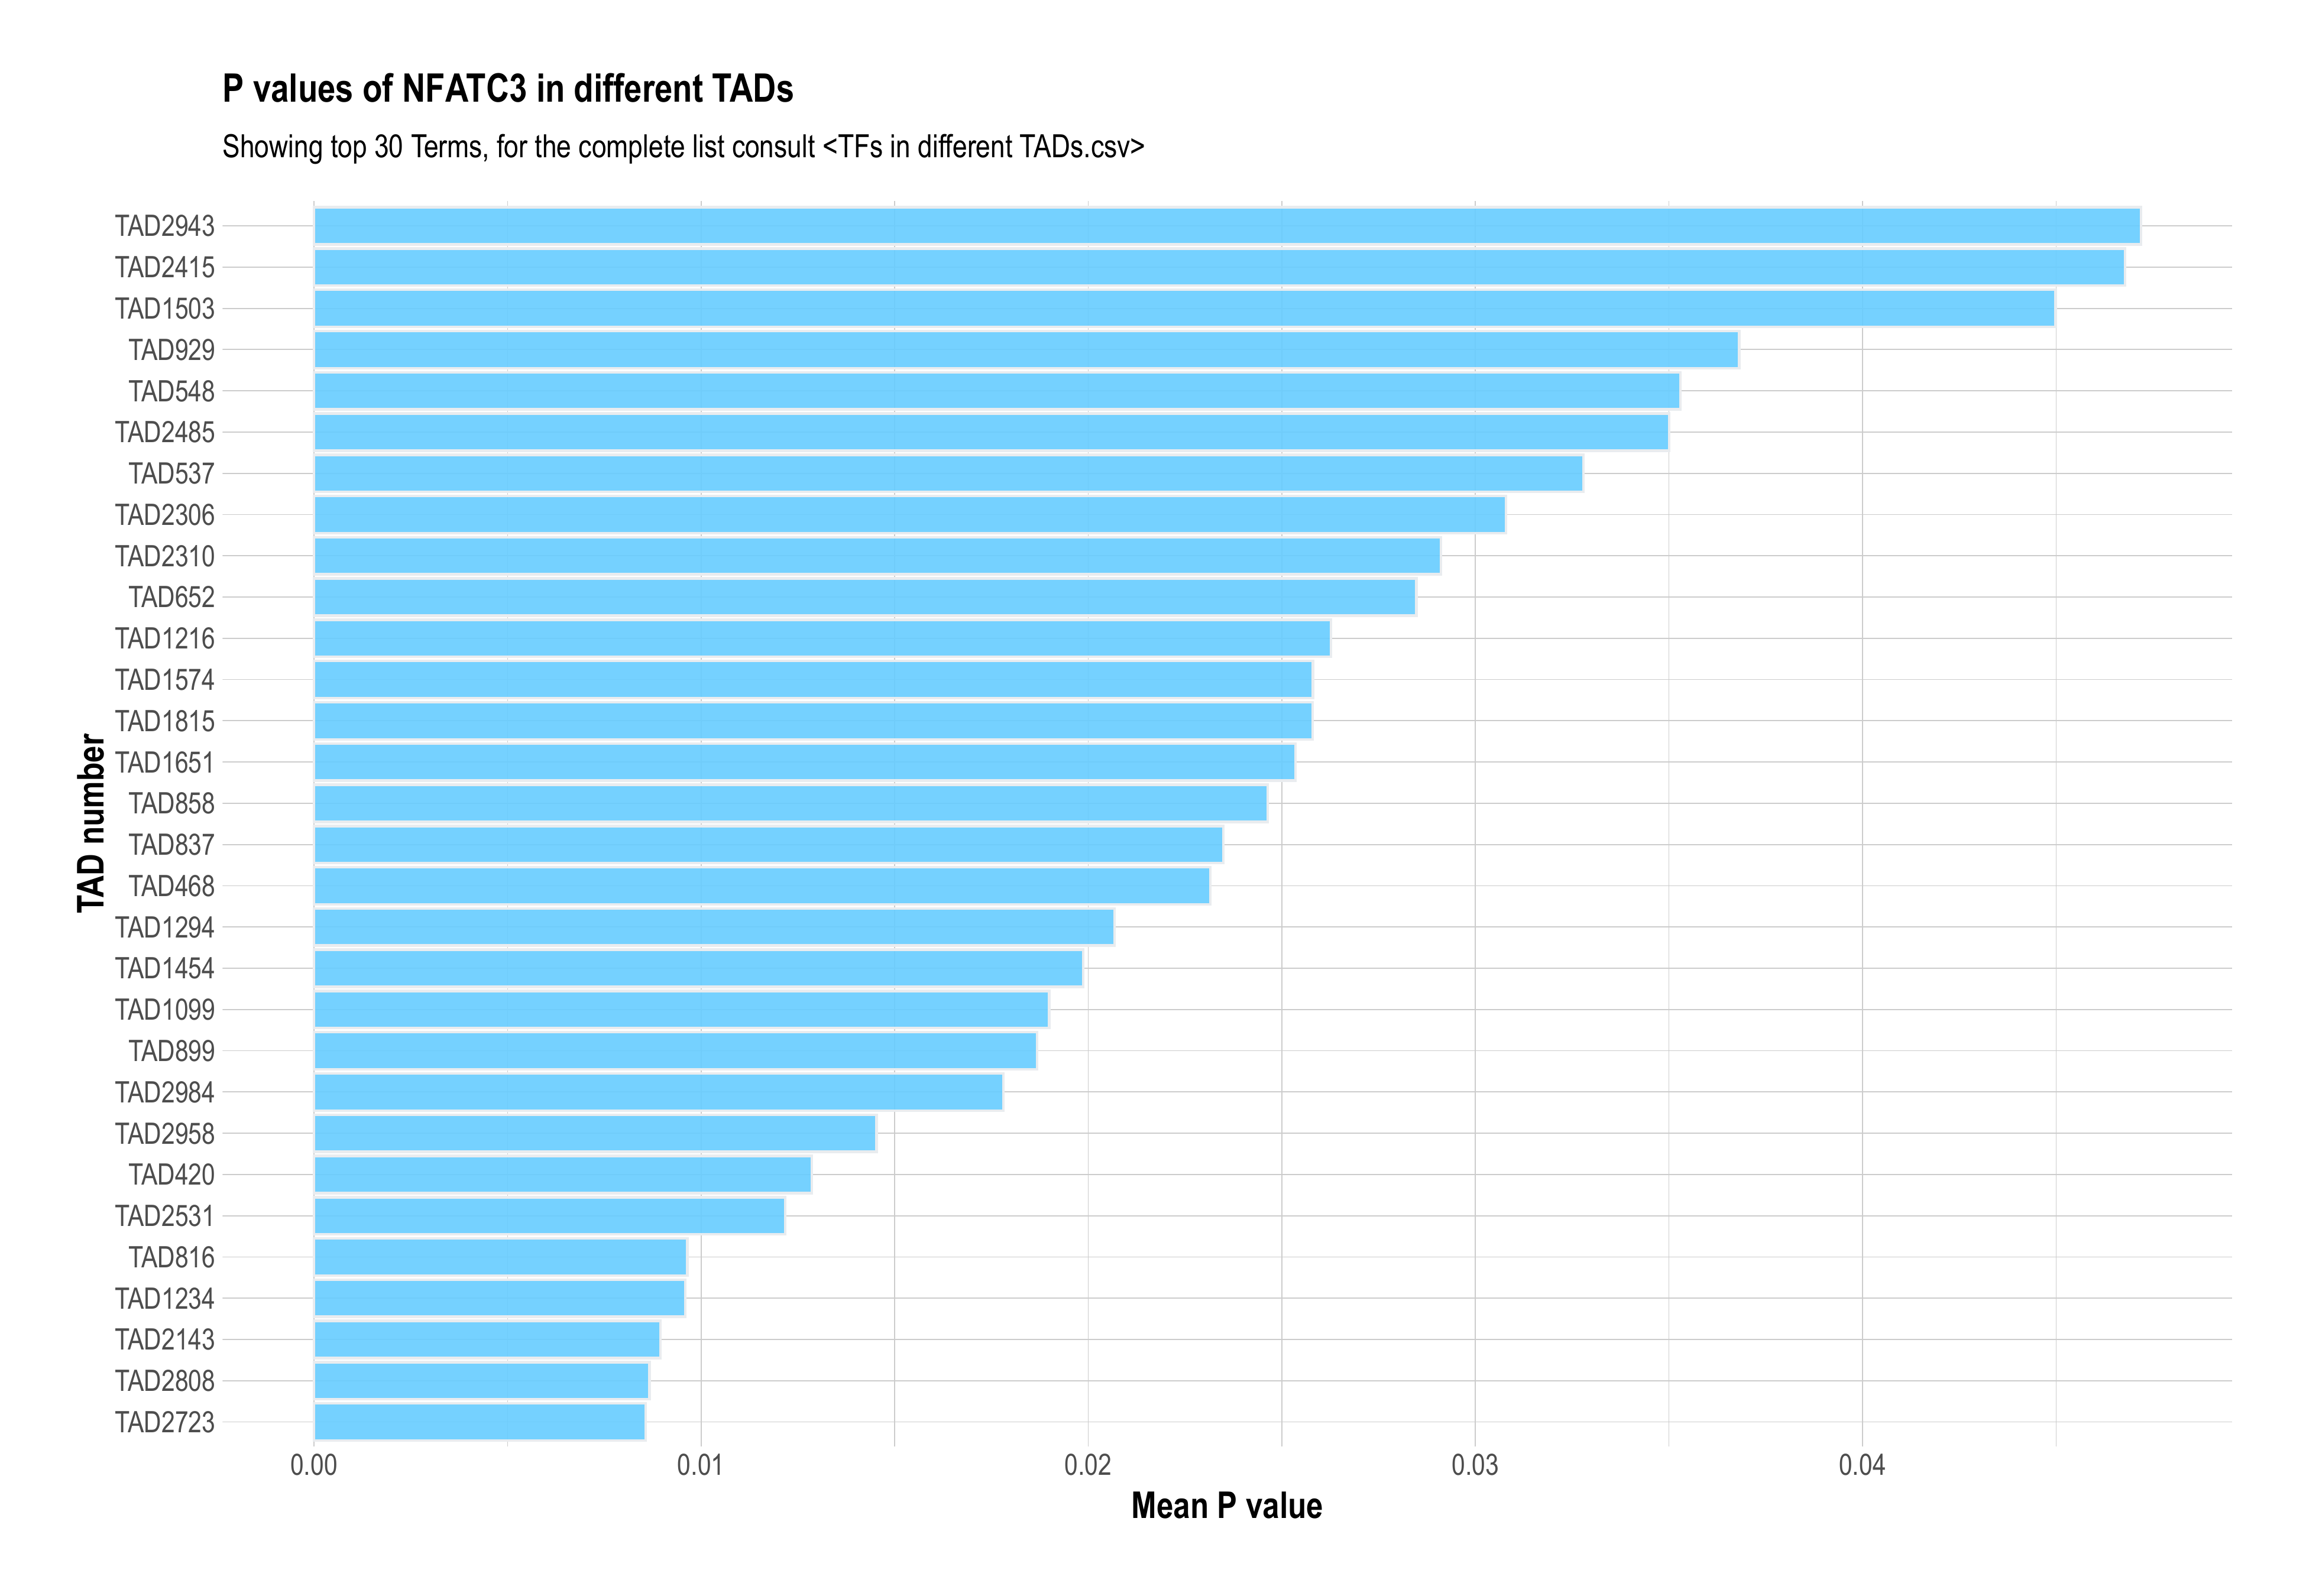 P values of NFATC3 in different TADs
Showing top 30 Terms, for the complete list consult <TFs in different TADs.csv>
TAD number
TAD2943
TAD2415
TAD1503
TAD929
TAD548
TAD2485
TAD537
TAD2306
TAD2310
TAD652
TAD1216
TAD1574
TAD1815
TAD1651
TAD858
TAD837
TAD468
TAD1294
TAD1454
TAD1099
TAD899
TAD2984
TAD2958
TAD420
TAD2531
TAD816
TAD1234
TAD2143
TAD2808
TAD2723
0.00 0.01 0.02 0.03 0.04
Mean P value